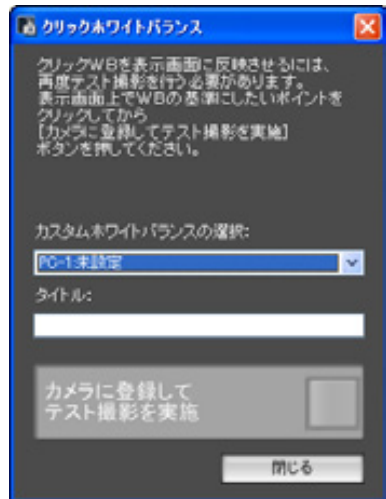 クリックホワイトバランス
クリックWBを表示画面に反映させるには、
再度テスト撮影を行う必要があります。
表示画面上でWBの基準にしたいポイントを
クリックしてから
[カメラに登録してテスト撮影を実施]
ボタンを押してください。
カスタムホワイトバランスの選択:
PC-1:未設定
タイトル:
カメラに登録して
テスト撮影を実施
閉じる